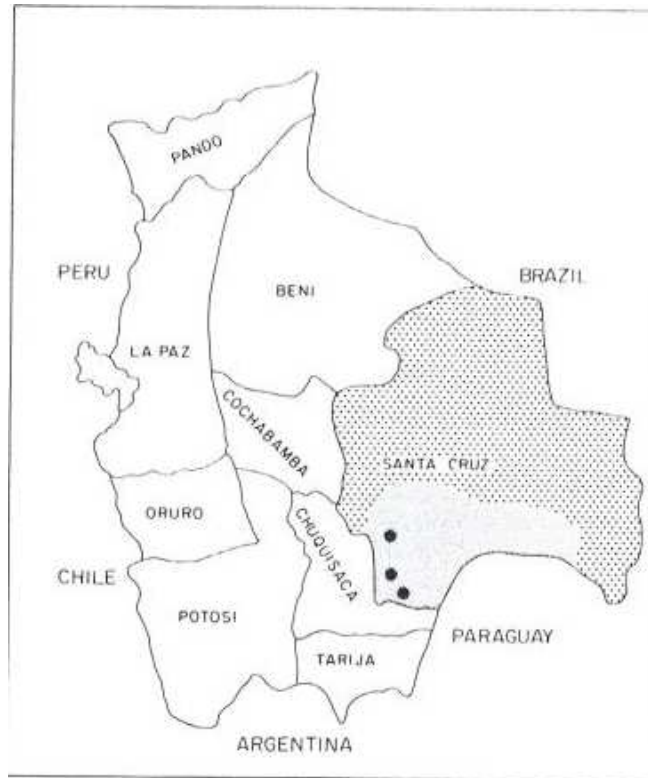 PANDO
PERU
BRAZIL
BENI
LA PAZ
COCHABAMBA
SANTA CRUZ
ORURO
CHUQUISACA
CHILE
POTOSI
PARAGUAY
TARIJA
ARGENTINA